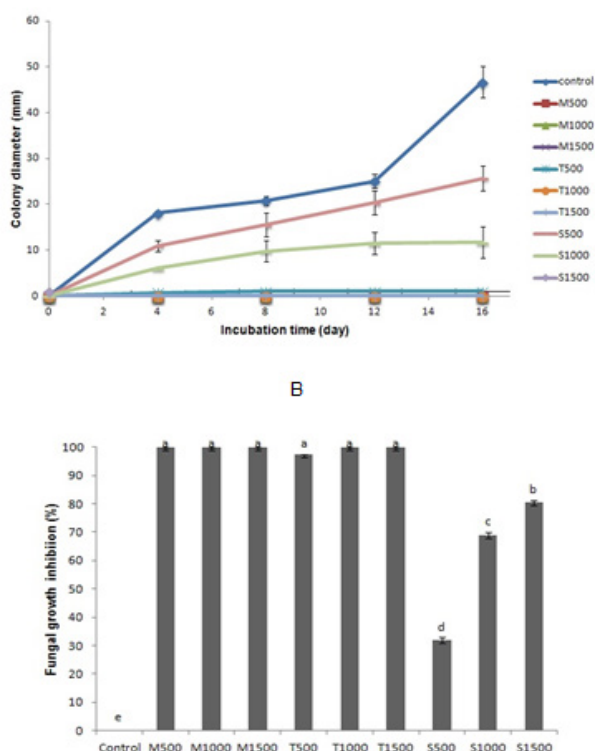 60
50
40
30
20
10
0
Colony diameter (mm)
0 2 4 6 8 10 12 14 16
Incubation time (day)
control
M500
M1000
M1500
T500
T1000
T1500
S500
S1000
S1500
B
100
90
80
70
60
50
40
30
20
10
0
Fungal growth inhibiion (%)
e a a a a a a d c b
Control M500 M1000 M1500 T500 T1000 T1500 S500 S1000 S1500